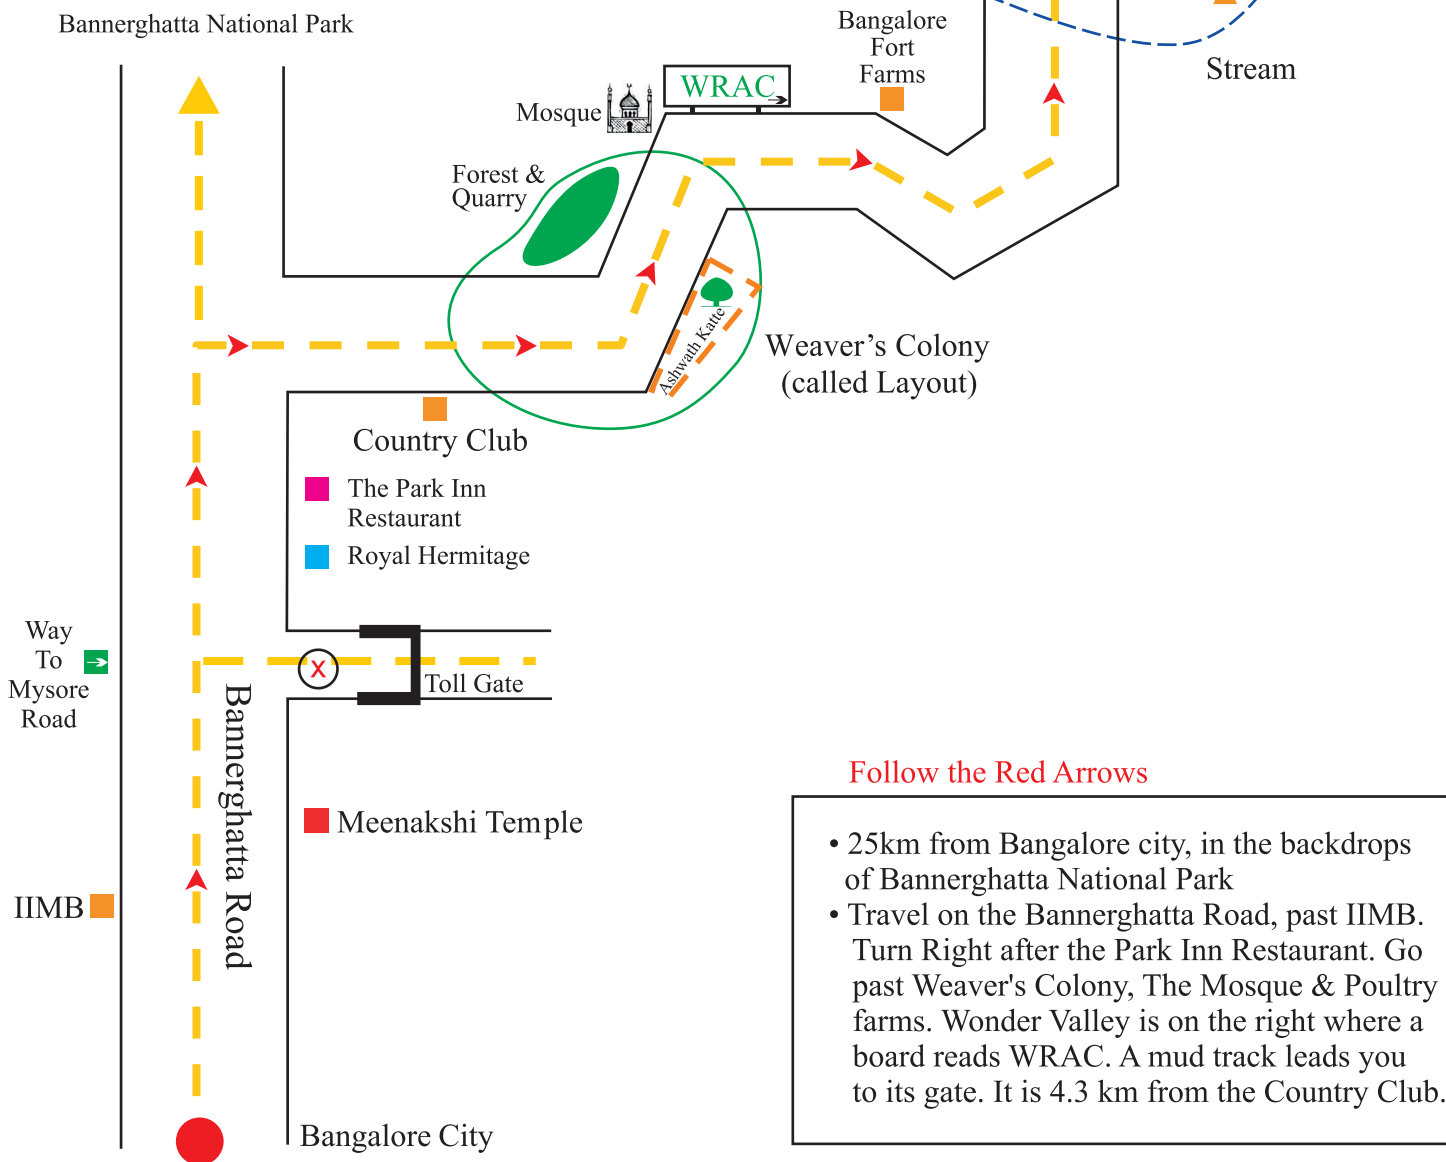 Bannerghatta National Park
Bangalore
Fort
Farms
Stream
WRAC
Mosque
Forest &
Quarry
Ashwath Katte
Weaver’s Colony
(called Layout)
Country Club
The Park Inn
Restaurant
Royal Hermitage
Way
To
Mysore
Road
X
Toll Gate
Bannerghatta Road
Meenakshi Temple
IIMB
Bangalore City
Follow the Red Arrows
• 25km from Bangalore city, in the backdrops
of Bannerghatta National Park
• Travel on the Bannerghatta Road, past IIMB.
Turn Right after the Park Inn Restaurant. Go
past Weaver's Colony, The Mosque & Poultry
farms. Wonder Valley is on the right where a
board reads WRAC. A mud track leads you
to its gate. It is 4.3 km from the Country Club.